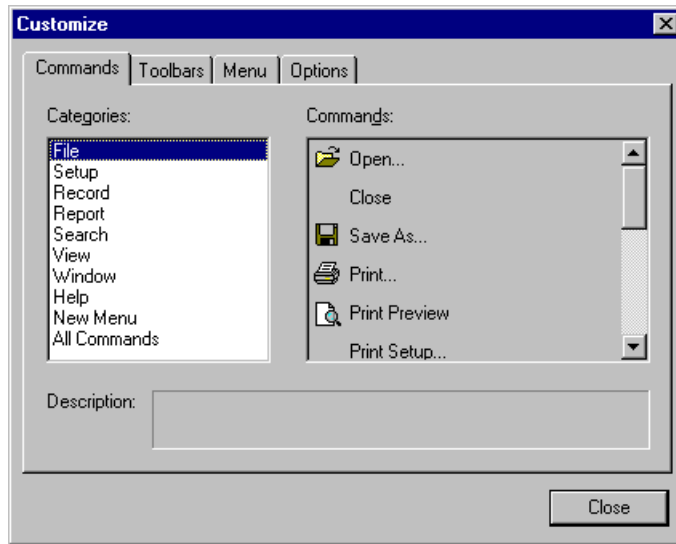 Customize
Commands Toolbars Menu Options
Categories: Commands:
File
Setup
Record
Report
Search
View
Window
Help
New Menu
All Commands
Open...
Close
Save As...
Print...
Print Preview
Print Setup...
Description:
Close